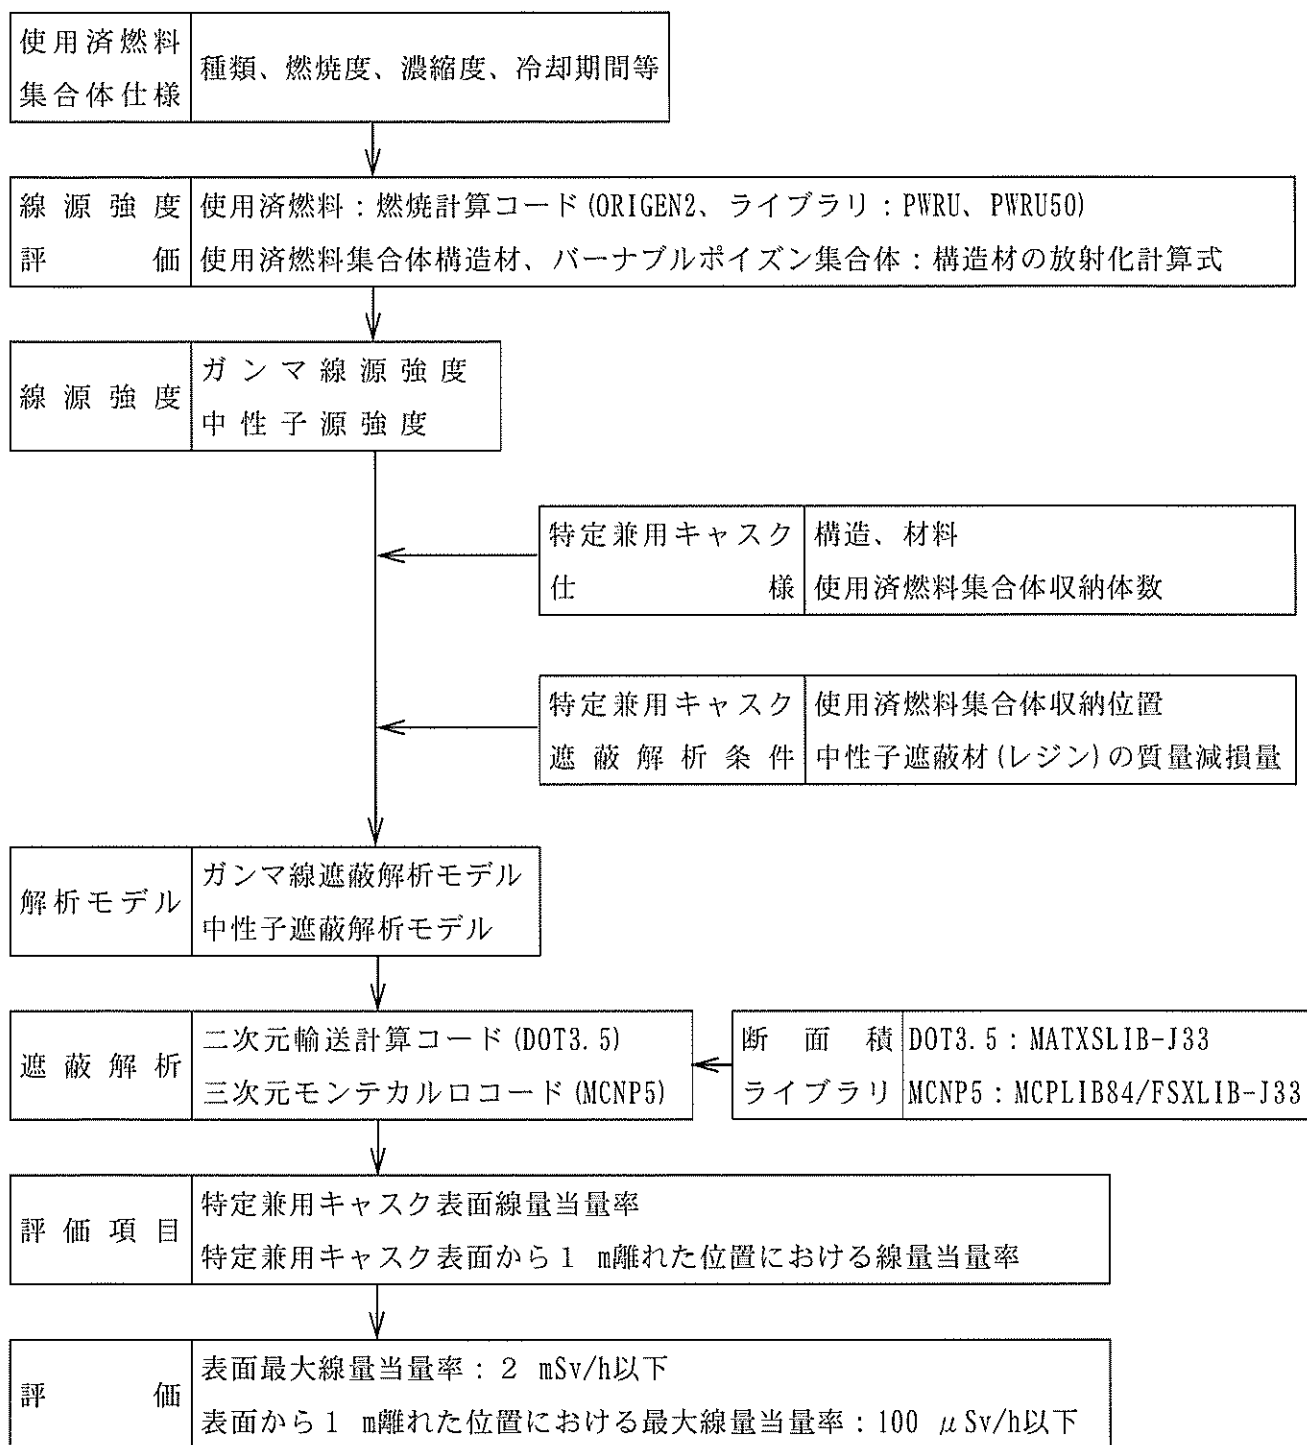 使用済燃料
集合体仕様
種類、燃焼度、濃縮度、冷却期間等
線源強度
評価
使用済燃料：燃焼計算コード(ORIGEN2、ライブラリ：PWRU、PWRU50)
使用済燃料集合体構造材、バーナブルポイズン集合体：構造材の放射化計算式
線源強度
ガンマ線源強度
中性子源強度
特定兼用キャスク
仕様
構造、材料
使用済燃料集合体収納体数
特定兼用キャスク
遮蔽解析条件
使用済燃料集合体収納位置
中性子遮蔽材(レジン)の質量減損量
解析モデル
ガンマ線遮蔽解析モデル
中性子遮蔽解析モデル
遮蔽解析
二次元輸送計算コード(DOT3.5)
三次元モンテカルロコード(MCNP5)
断面積
ライブラリ
DOT3.5：MATXSLIB-J33
MCNP5：MCPLIB84/FSXLIB-J33
評価項目
特定兼用キャスク表面線量当量率
特定兼用キャスク表面から1 m離れた位置における線量当量率
評価
表面最大線量当量率：2 mSv/h以下
表面から1 m離れた位置における最大線量当量率：100 μSv/h以下